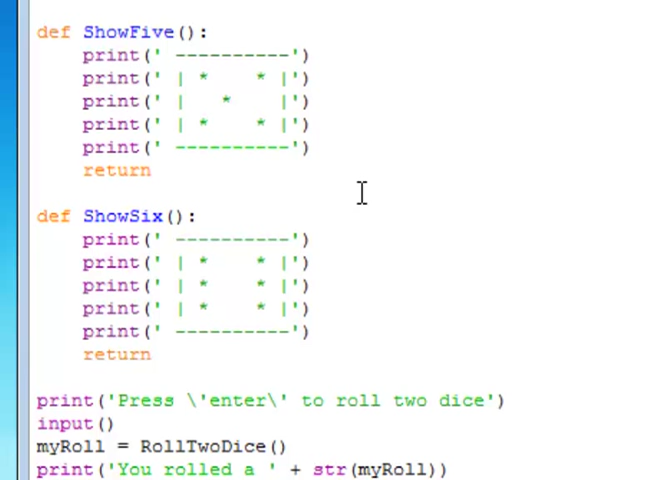 def ShowFive():
    print(' ----------')
    print(' | *    * |')
    print(' |   *    |')
    print(' | *    * |')
    print(' ----------')
    return
def ShowSix():
    print(' ----------')
    print(' | *    * |')
    print(' | *    * |')
    print(' | *    * |')
    print(' ----------')
    return
print('Press \'enter\' to roll two dice')
input()
myRoll = RollTwoDice()
print('You rolled a ' + str(myRoll))